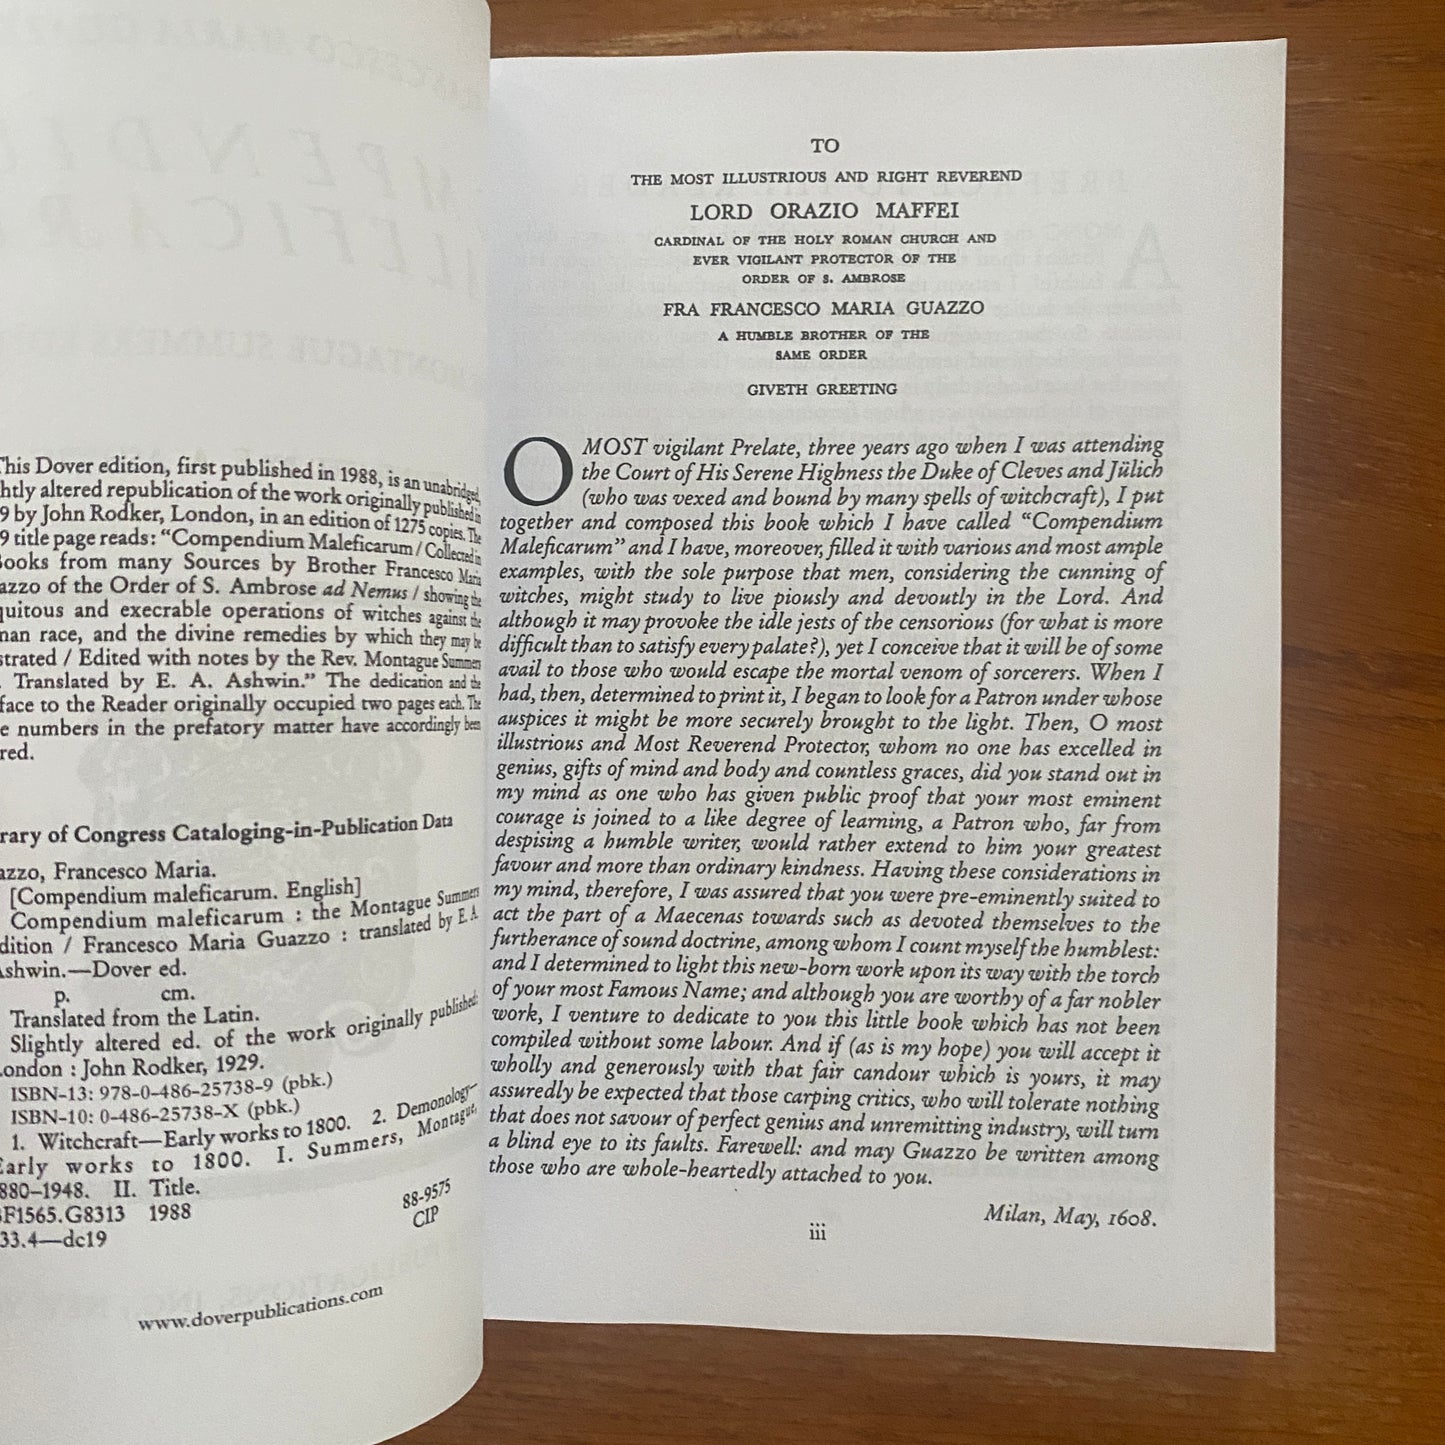 This Dover edition, first published in 1988, is an unabridged,
htly altered republication of the work originally published in
9 by John Rodker, London, in an edition of 1275 copies. The
9 title page reads: “Compendium Maleficarum / Collected in
ooks from many Sources by Brother Francesco Maria
azzo of the Order of S. Ambrose ad Nemus / showing the
quitous and execrable operations of witches against the
man race, and the divine remedies by which they may be
strated / Edited with notes by the Rev. Montague Summers
. Translated by E. A. Ashwin.” The dedication and the
face to the Reader originally occupied two pages each. The
e numbers in the prefatory matter have accordingly been
red.
rary of Congress Cataloging-in-Publication Data
azzo, Francesco Maria.
[Compendium maleficarum. English]
Compendium maleficarum : the Montague Summers
dition / Francesco Maria Guazzo : translated by E. A.
Ashwin.—Dover ed.
p. cm.
Translated from the Latin.
Slightly altered ed. of the work originally published:
London : John Rodker, 1929.
ISBN-13: 978-0-486-25738-9 (pbk.)
ISBN-10: 0-486-25738-X (pbk.)
1. Witchcraft—Early works to 1800. 2. Demonology—
Early works to 1800. I. Summers, Montague,
880–1948. II. Title.
BF1565.G8313 1988
33.4—dc19
88-9575
CIP
www.doverpublications.com
TO
THE MOST ILLUSTRIOUS AND RIGHT REVEREND
LORD ORAZIO MAFFEI
CARDINAL OF THE HOLY ROMAN CHURCH AND
EVER VIGILANT PROTECTOR OF THE
ORDER OF S. AMBROSE
FRA FRANCESCO MARIA GUAZZO
A HUMBLE BROTHER OF THE
SAME ORDER
GIVETH GREETING
O MOST vigilant Prelate, three years ago when I was attending
the Court of His Serene Highness the Duke of Cleves and Jülich
(who was vexed and bound by many spells of witchcraft), I put
together and composed this book which I have called “Compendium
Maleficarum” and I have, moreover, filled it with various and most ample
examples, with the sole purpose that men, considering the cunning of
witches, might study to live piously and devoutly in the Lord. And
although it may provoke the idle jests of the censorious (for what is more
difficult than to satisfy every palate?), yet I conceive that it will be of some
avail to those who would escape the mortal venom of sorcerers. When I
had, then, determined to print it, I began to look for a Patron under whose
auspices it might be more securely brought to the light. Then, O most
illustrious and Most Reverend Protector, whom no one has excelled in
genius, gifts of mind and body and countless graces, did you stand out in
my mind as one who has given public proof that your most eminent
courage is joined to a like degree of learning, a Patron who, far from
despising a humble writer, would rather extend to him your greatest
favour and more than ordinary kindness. Having these considerations in
my mind, therefore, I was assured that you were pre-eminently suited to
act the part of a Maecenas towards such as devoted themselves to the
furtherance of sound doctrine, among whom I count myself the humblest:
and I determined to light this new-born work upon its way with the torch
of your most Famous Name; and although you are worthy of a far nobler
work, I venture to dedicate to you this little book which has not been
compiled without some labour. And if (as is my hope) you will accept it
wholly and generously with that fair candour which is yours, it may
assuredly be expected that those carping critics, who will tolerate nothing
that does not savour of perfect genius and unremitting industry, will turn
a blind eye to its faults. Farewell: and may Guazzo be written among
those who are whole-heartedly attached to you.
Milan, May, 1608.
iii